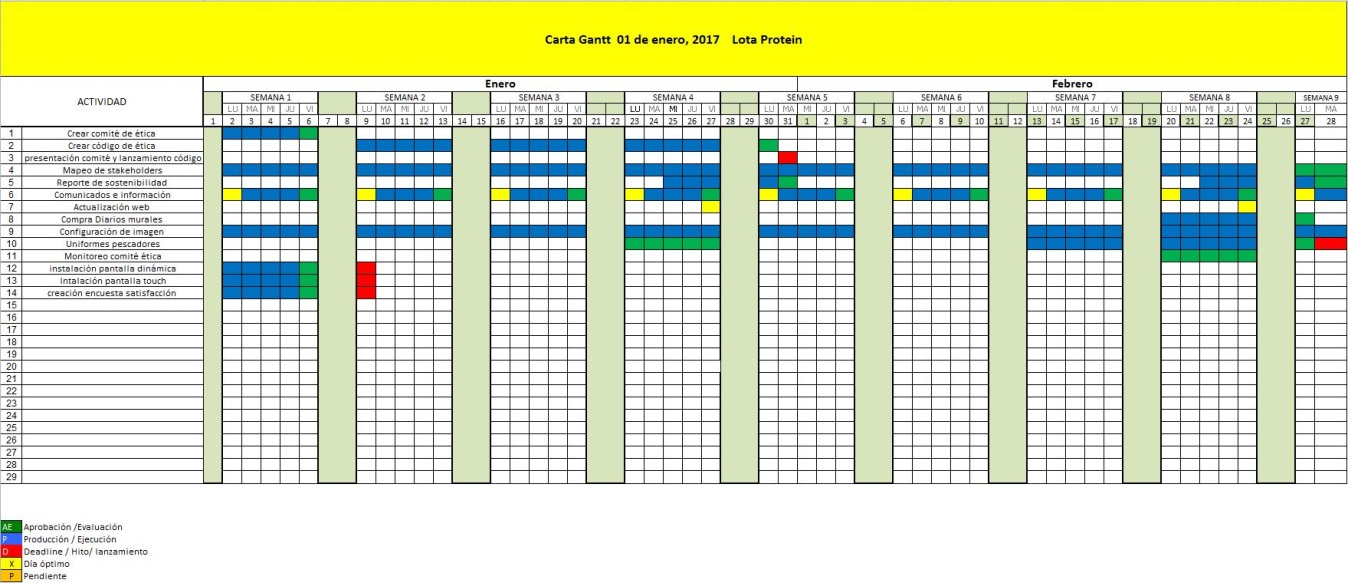 Carta Gantt 01 de enero, 2017 Lota Protein
Enero Febrero
ACTIVIDAD
SEMANA 1 SEMANA 2 SEMANA 3 SEMANA 4 SEMANA 5 SEMANA 6 SEMANA 7 SEMANA 8 SEMANA 9
LU MA MI JU VI LU MA MI JU VI LU MA MI JU VI LU MA MI JU VI LU MA MI JU VI LU MA MI JU VI LU MA MI JU VI LU MA MI JU VI LU MA
1 2 3 4 5 6 7 8 9 10 11 12 13 14 15 16 17 18 19 20 21 22 23 24 25 26 27 28 29 30 31 1 2 3 4 5 6 7 8 9 10 11 12 13 14 15 16 17 18 19 20 21 22 23 24 25 26 27 28
1 Crear comité de ética
2 Crear código de ética
3 presentación comité y lanzamiento código
4 Mapeo de stakeholders
5 Reporte de sostenibilidad
6 Comunicados e información
7 Actualización web
8 Compra Diarios murales
9 Configuración de imagen
10 Uniformes pescadores
11 Monitoreo comité ética
12 instalación pantalla dinámica
13 Intalación pantalla touch
14 creación encuesta satisfacción
15
16
17
18
19
20
21
22
23
24
25
26
27
28
29
AE Aprobación /Evaluación
P Producción / Ejecución
D Deadline / Hito/ lanzamiento
X Día óptimo
P Pendiente